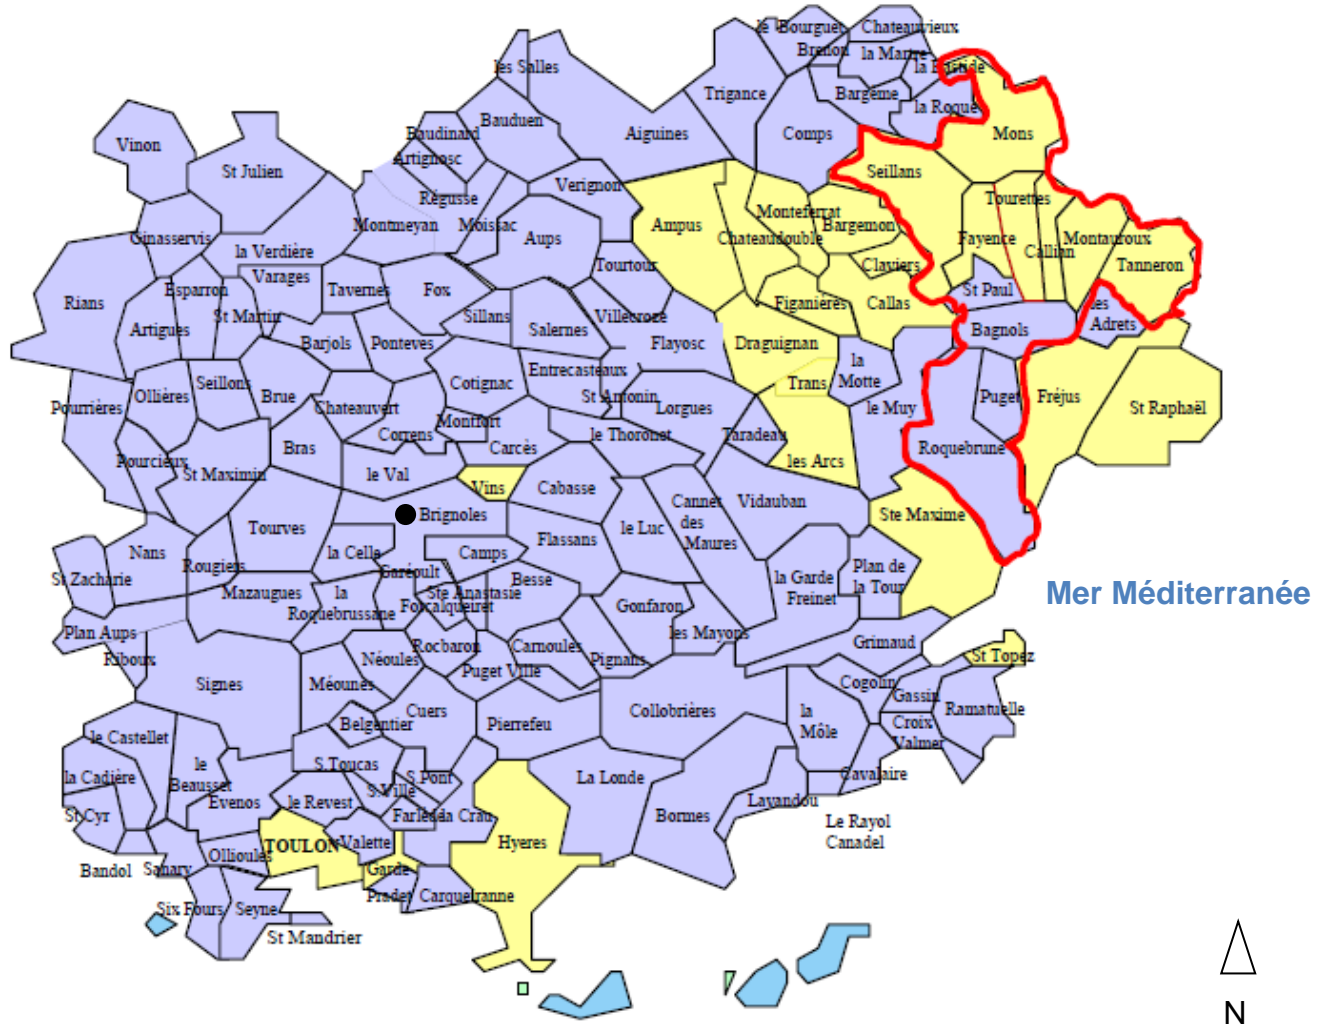 le Bourguet
Chateauvieux
Brenon
la Martre
les Salles
la Bastide
Trigance
Bargème
la Roque
Bauduen
Baudinard
Aiguines
Comps
Mons
Vinon
Artignosc
St Julien
Seillans
Verignon
Régusse
Tourettes
Montmeyan
Moissac
Ampus
Monteferrat
Bargemon
Ginasservis
Aups
Chateaudouble
Fayence
Montauroux
la Verdière
Callian
Tourtour
Claviers
Tanneron
Varages
Esparron
Tavernes
Fox
St Paul
Rians
Figanières
Callas
les
Adrets
St Martin
Sillans
Villecroze
Artigues
Salernes
Bagnols
Barjols
Ponteves
Flayosc
Draguignan
la
Motte
Entrecasteaux
Seillons
Cotignac
Trans
Ollières
Brue
St Antonin
Puget
Fréjus
Pourrières
Chateauvert
Lorgues
le Muy
St Raphaël
Montfort
Correns
le Thoronet
Taradeau
Bras
Carcès
Roquebrune
Pourcieux
les Arcs
St Maximin
le Val
Vins
Cabasse
Cannet
des
Maures
Vidauban
Brignoles
Ste Maxime
Tourves
le Luc
Flassans
Nans
la Celle
Camps
Rougiers
Garéoult
Plan de
la Tour
St Zacharie
Besse
la Garde
Freinet
Mazaugues
la
Roquebrussane
Ste Anastasie
Forcalqueiret
Gonfaron
Mer Méditerranée
Plan Aups
les Mayons
Grimaud
Rocbaron
Carnoules
Riboux
Néoules
Pignans
St Topez
Puget Ville
Signes
Méounes
Cogolin
Gassin
Cuers
Collobrières
Ramatuelle
Belgentier
Pierrefeu
la
Môle
Croix
Valmer
le Castellet
le
Beausset
S.Toucas
la Cadière
S.Pont
La Londe
Cavalaire
S.Ville
Evenos
le Revest
Lavandou
St Cyr
Farlède
la Crau
Bormes
Le Rayol
Canadel
TOULON
Valette
Hyeres
Ollioules
Bandol
Sanary
Garde
Pradet
Carqueiranne
Six Fours
Seyne
St Mandrier
N